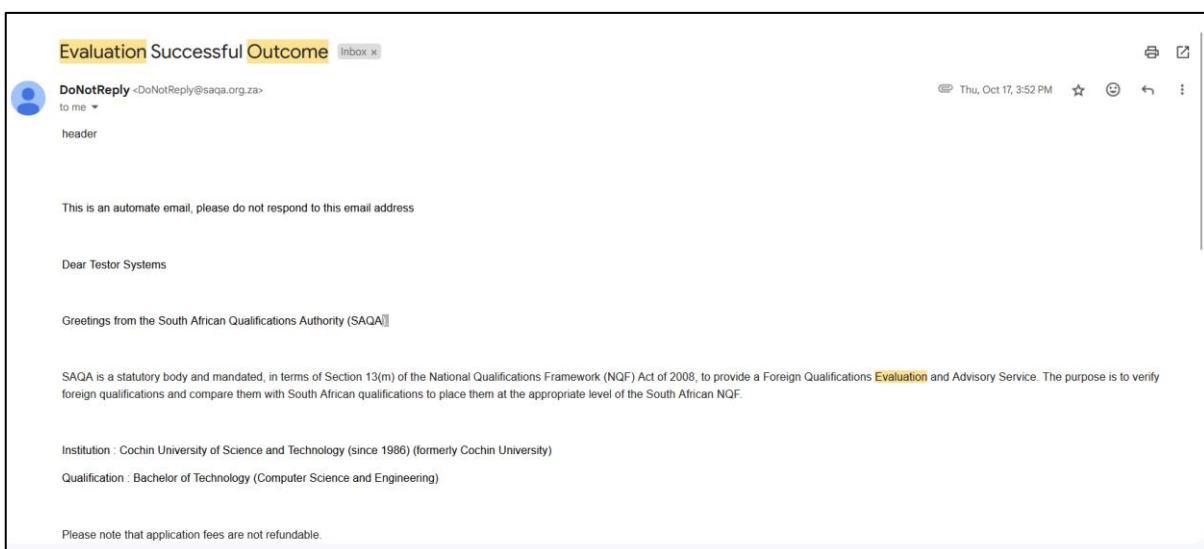 Evaluation Successful Outcome Inbox ×
DoNotReply <DoNotReply@saqa.org.za> Thu, Oct 17, 3:52 PM
to me
header
This is an automate email, please do not respond to this email address
Dear Testor Systems
Greetings from the South African Qualifications Authority (SAQA)
SAQA is a statutory body and mandated, in terms of Section 13(m) of the National Qualifications Framework (NQF) Act of 2008, to provide a Foreign Qualifications Evaluation and Advisory Service. The purpose is to verify
foreign qualifications and compare them with South African qualifications to place them at the appropriate level of the South African NQF.
Institution : Cochin University of Science and Technology (since 1986) (formerly Cochin University)
Qualification : Bachelor of Technology (Computer Science and Engineering)
Please note that application fees are not refundable.